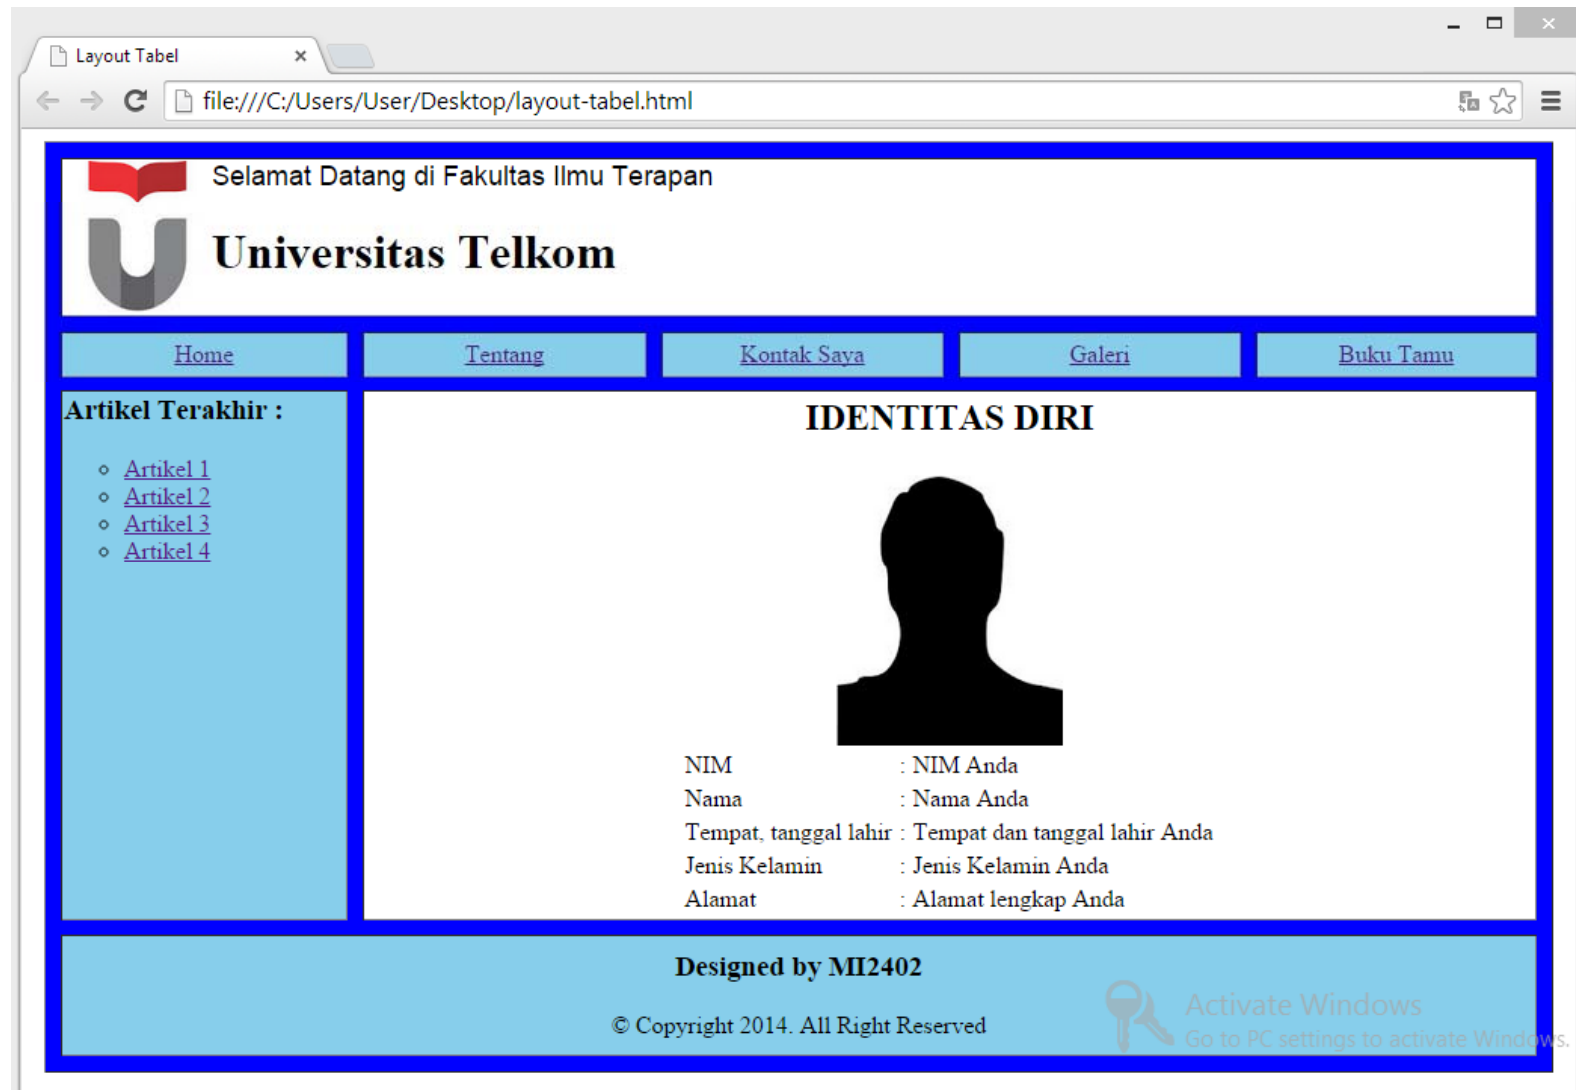 Layout Tabel
file:///C:/Users/User/Desktop/layout-tabel.html
Selamat Datang di Fakultas Ilmu Terapan
Universitas Telkom
Home Tentang Kontak Saya Galeri Buku Tamu
Artikel Terakhir :
Artikel 1
Artikel 2
Artikel 3
Artikel 4
IDENTITAS DIRI
NIM : NIM Anda
Nama : Nama Anda
Tempat, tanggal lahir : Tempat dan tanggal lahir Anda
Jenis Kelamin : Jenis Kelamin Anda
Alamat : Alamat lengkap Anda
Designed by MI2402
© Copyright 2014. All Right Reserved
Activate Windows
Go to PC settings to activate Windows.